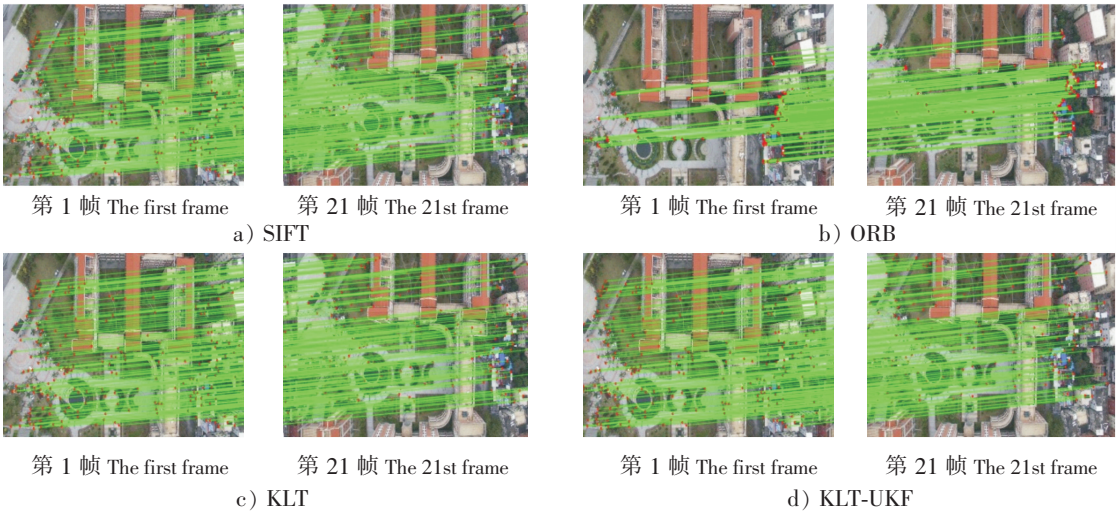 第 1 帧 The first frame 第 21 帧 The 21st frame 第 1 帧 The first frame 第 21 帧 The 21st frame
a) SIFT b) ORB
第 1 帧 The first frame 第 21 帧 The 21st frame 第 1 帧 The first frame 第 21 帧 The 21st frame
c) KLT d) KLT-UKF